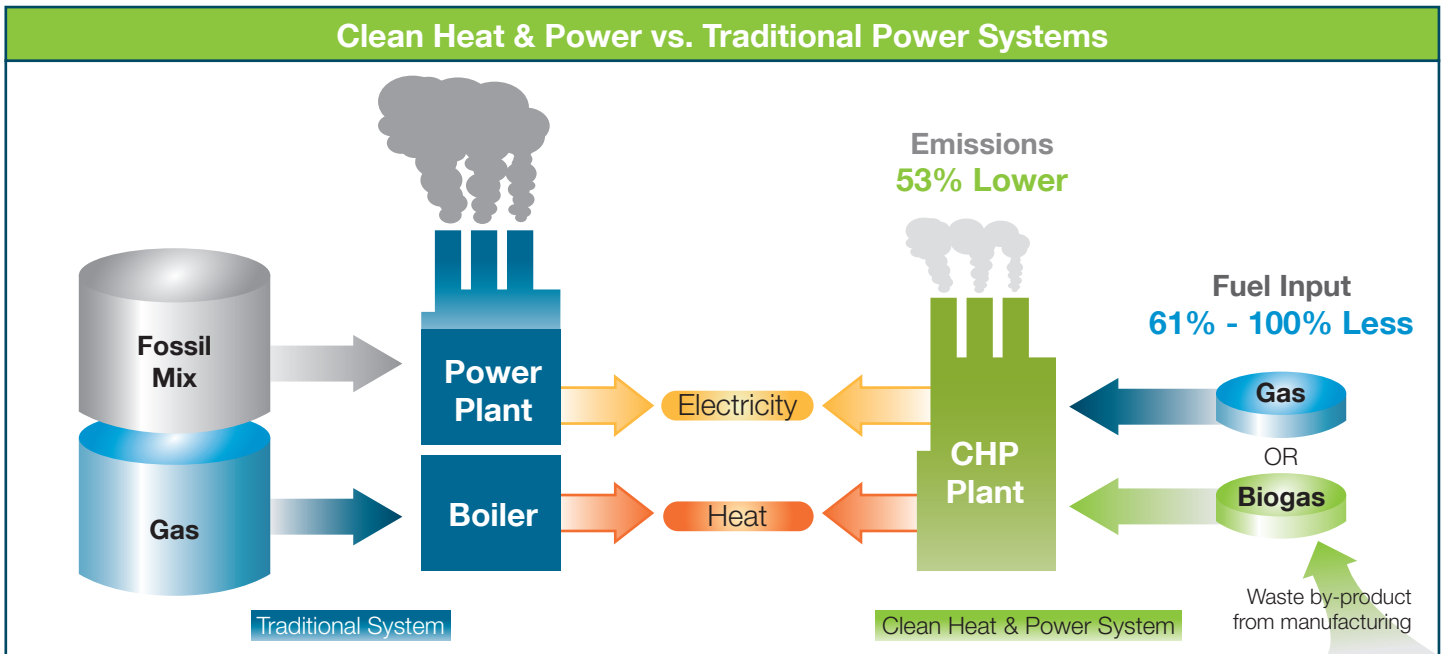 Clean Heat & Power vs. Traditional Power Systems
Emissions
53% Lower
Fuel Input
61% - 100% Less
Fossil
Mix
Gas
Power
Plant
Boiler
Electricity
Heat
CHP
Plant
Gas
OR
Biogas
Waste by-product
from manufacturing
Traditional System
Clean Heat & Power System